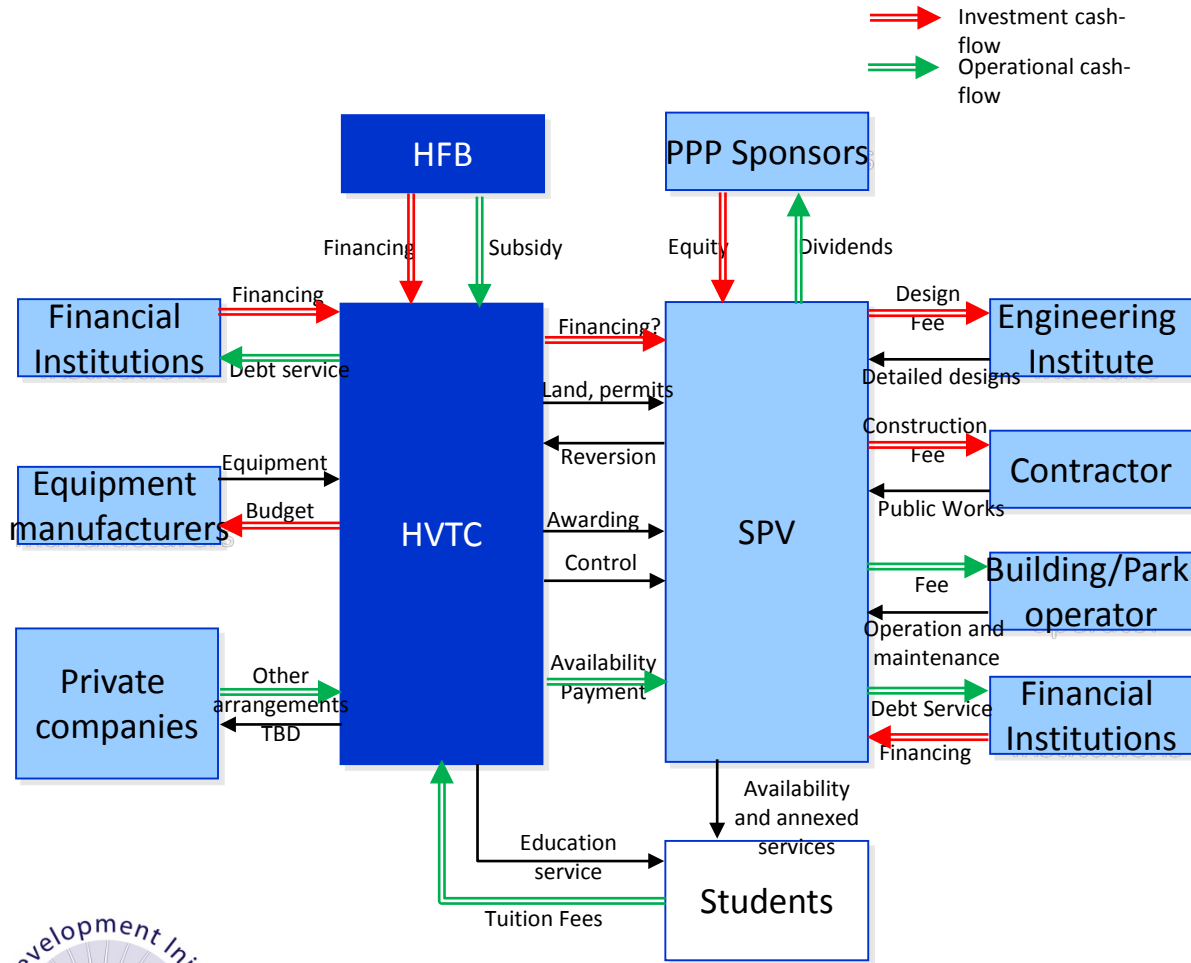 Investment cash-
flow
Operational cash-
flow
HFB
PPP Sponsors
Financing
Subsidy
Equity
Dividends
Financing
Financial
Institutions
Debt service
Financing?
Land, permits
Reversion
Design
Fee
Engineering
Institute
Detailed designs
Equipment
Equipment
manufacturers
Budget
HVTC
Awarding
Control
SPV
Construction
Fee
Contractor
Public Works
Fee
Building/Park
operator
Operation and
maintenance
Private
companies
Other
arrangements
TBD
Availability
Payment
Debt Service
Financial
Institutions
Financing
Availability
and annexed
services
Education
service
Students
Tuition Fees